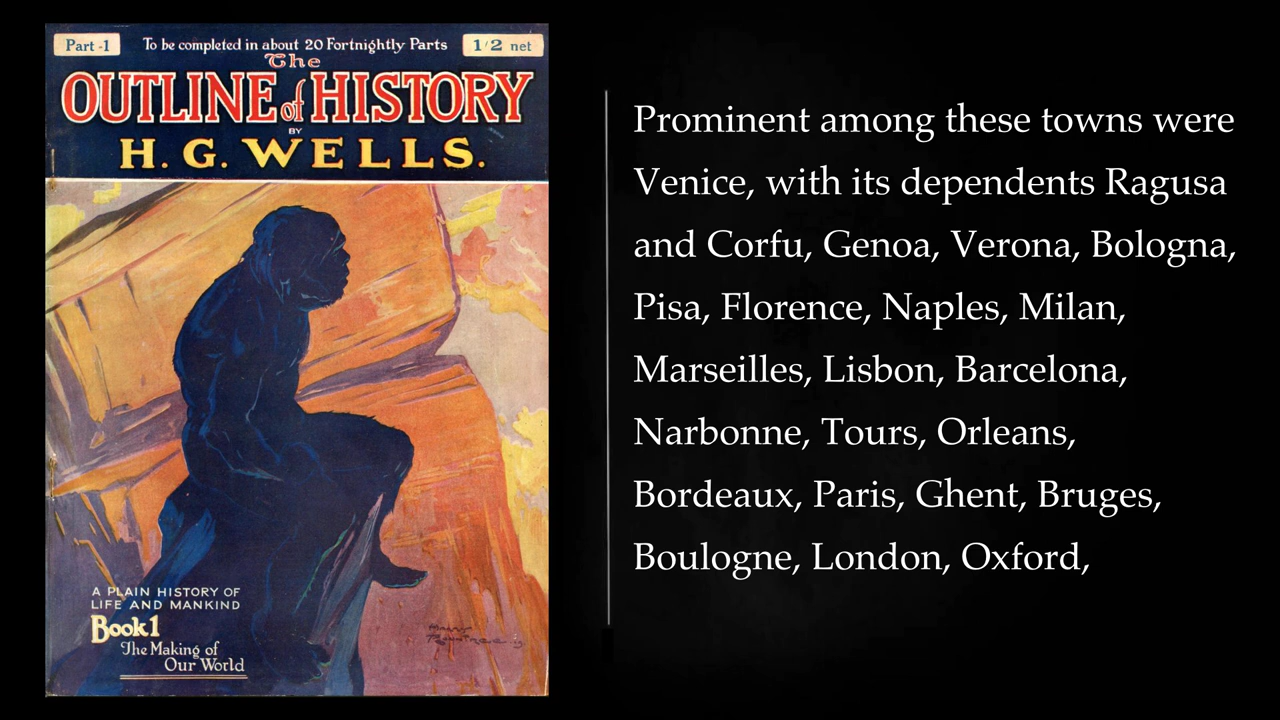 Part -1
To be completed in about 20 Fortnightly Parts
1/2 net
The
OUTLINE of HISTORY
BY
H. G. WELLS.
A PLAIN HISTORY OF
LIFE AND MANKIND
Book 1
The Making of
Our World
Prominent among these towns were
Venice, with its dependents Ragusa
and Corfu, Genoa, Verona, Bologna,
Pisa, Florence, Naples, Milan,
Marseilles, Lisbon, Barcelona,
Narbonne, Tours, Orleans,
Bordeaux, Paris, Ghent, Bruges,
Boulogne, London, Oxford,